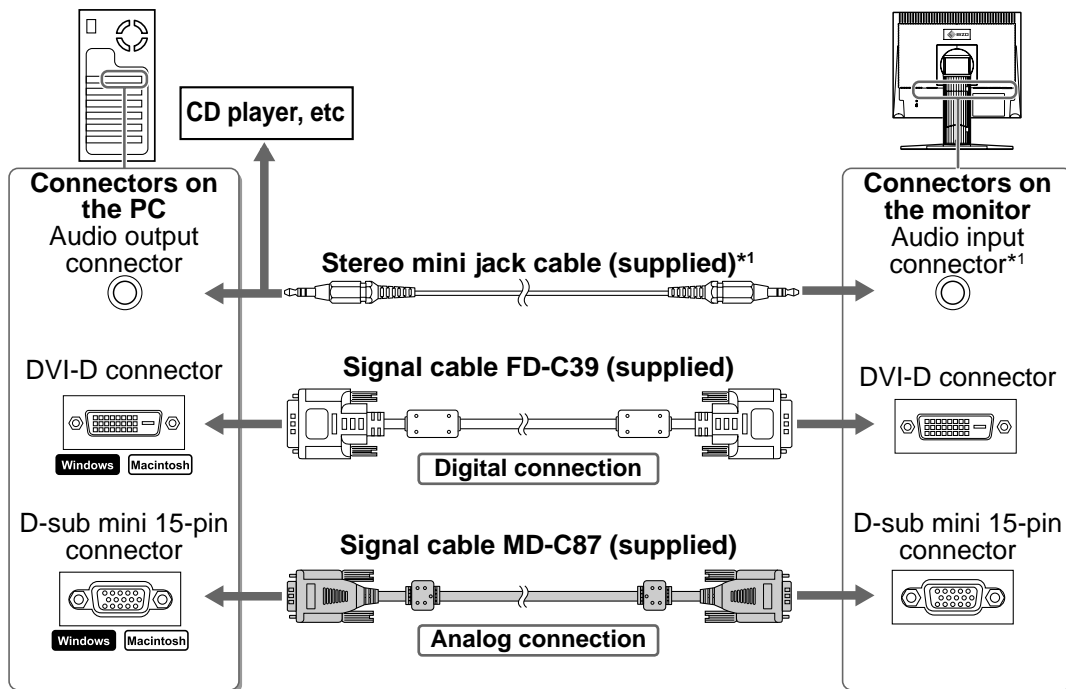 EIZO
CD player, etc
Connectors on
the PC
Audio output
connector
Stereo mini jack cable (supplied)*1
Connectors on
the monitor
Audio input
connector*1
DVI-D connector
Windows Macintosh
Signal cable FD-C39 (supplied)
Digital connection
DVI-D connector
D-sub mini 15-pin
connector
Windows Macintosh
Signal cable MD-C87 (supplied)
Analog connection
D-sub mini 15-pin
connector